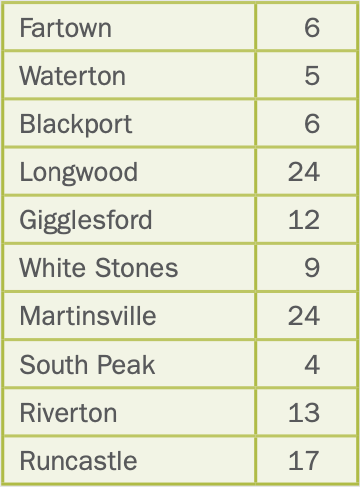 Fartown 6
Waterton 5
Blackport 6
Longwood 24
Gigglesford 12
White Stones 9
Martinsville 24
South Peak 4
Riverton 13
Runcastle 17